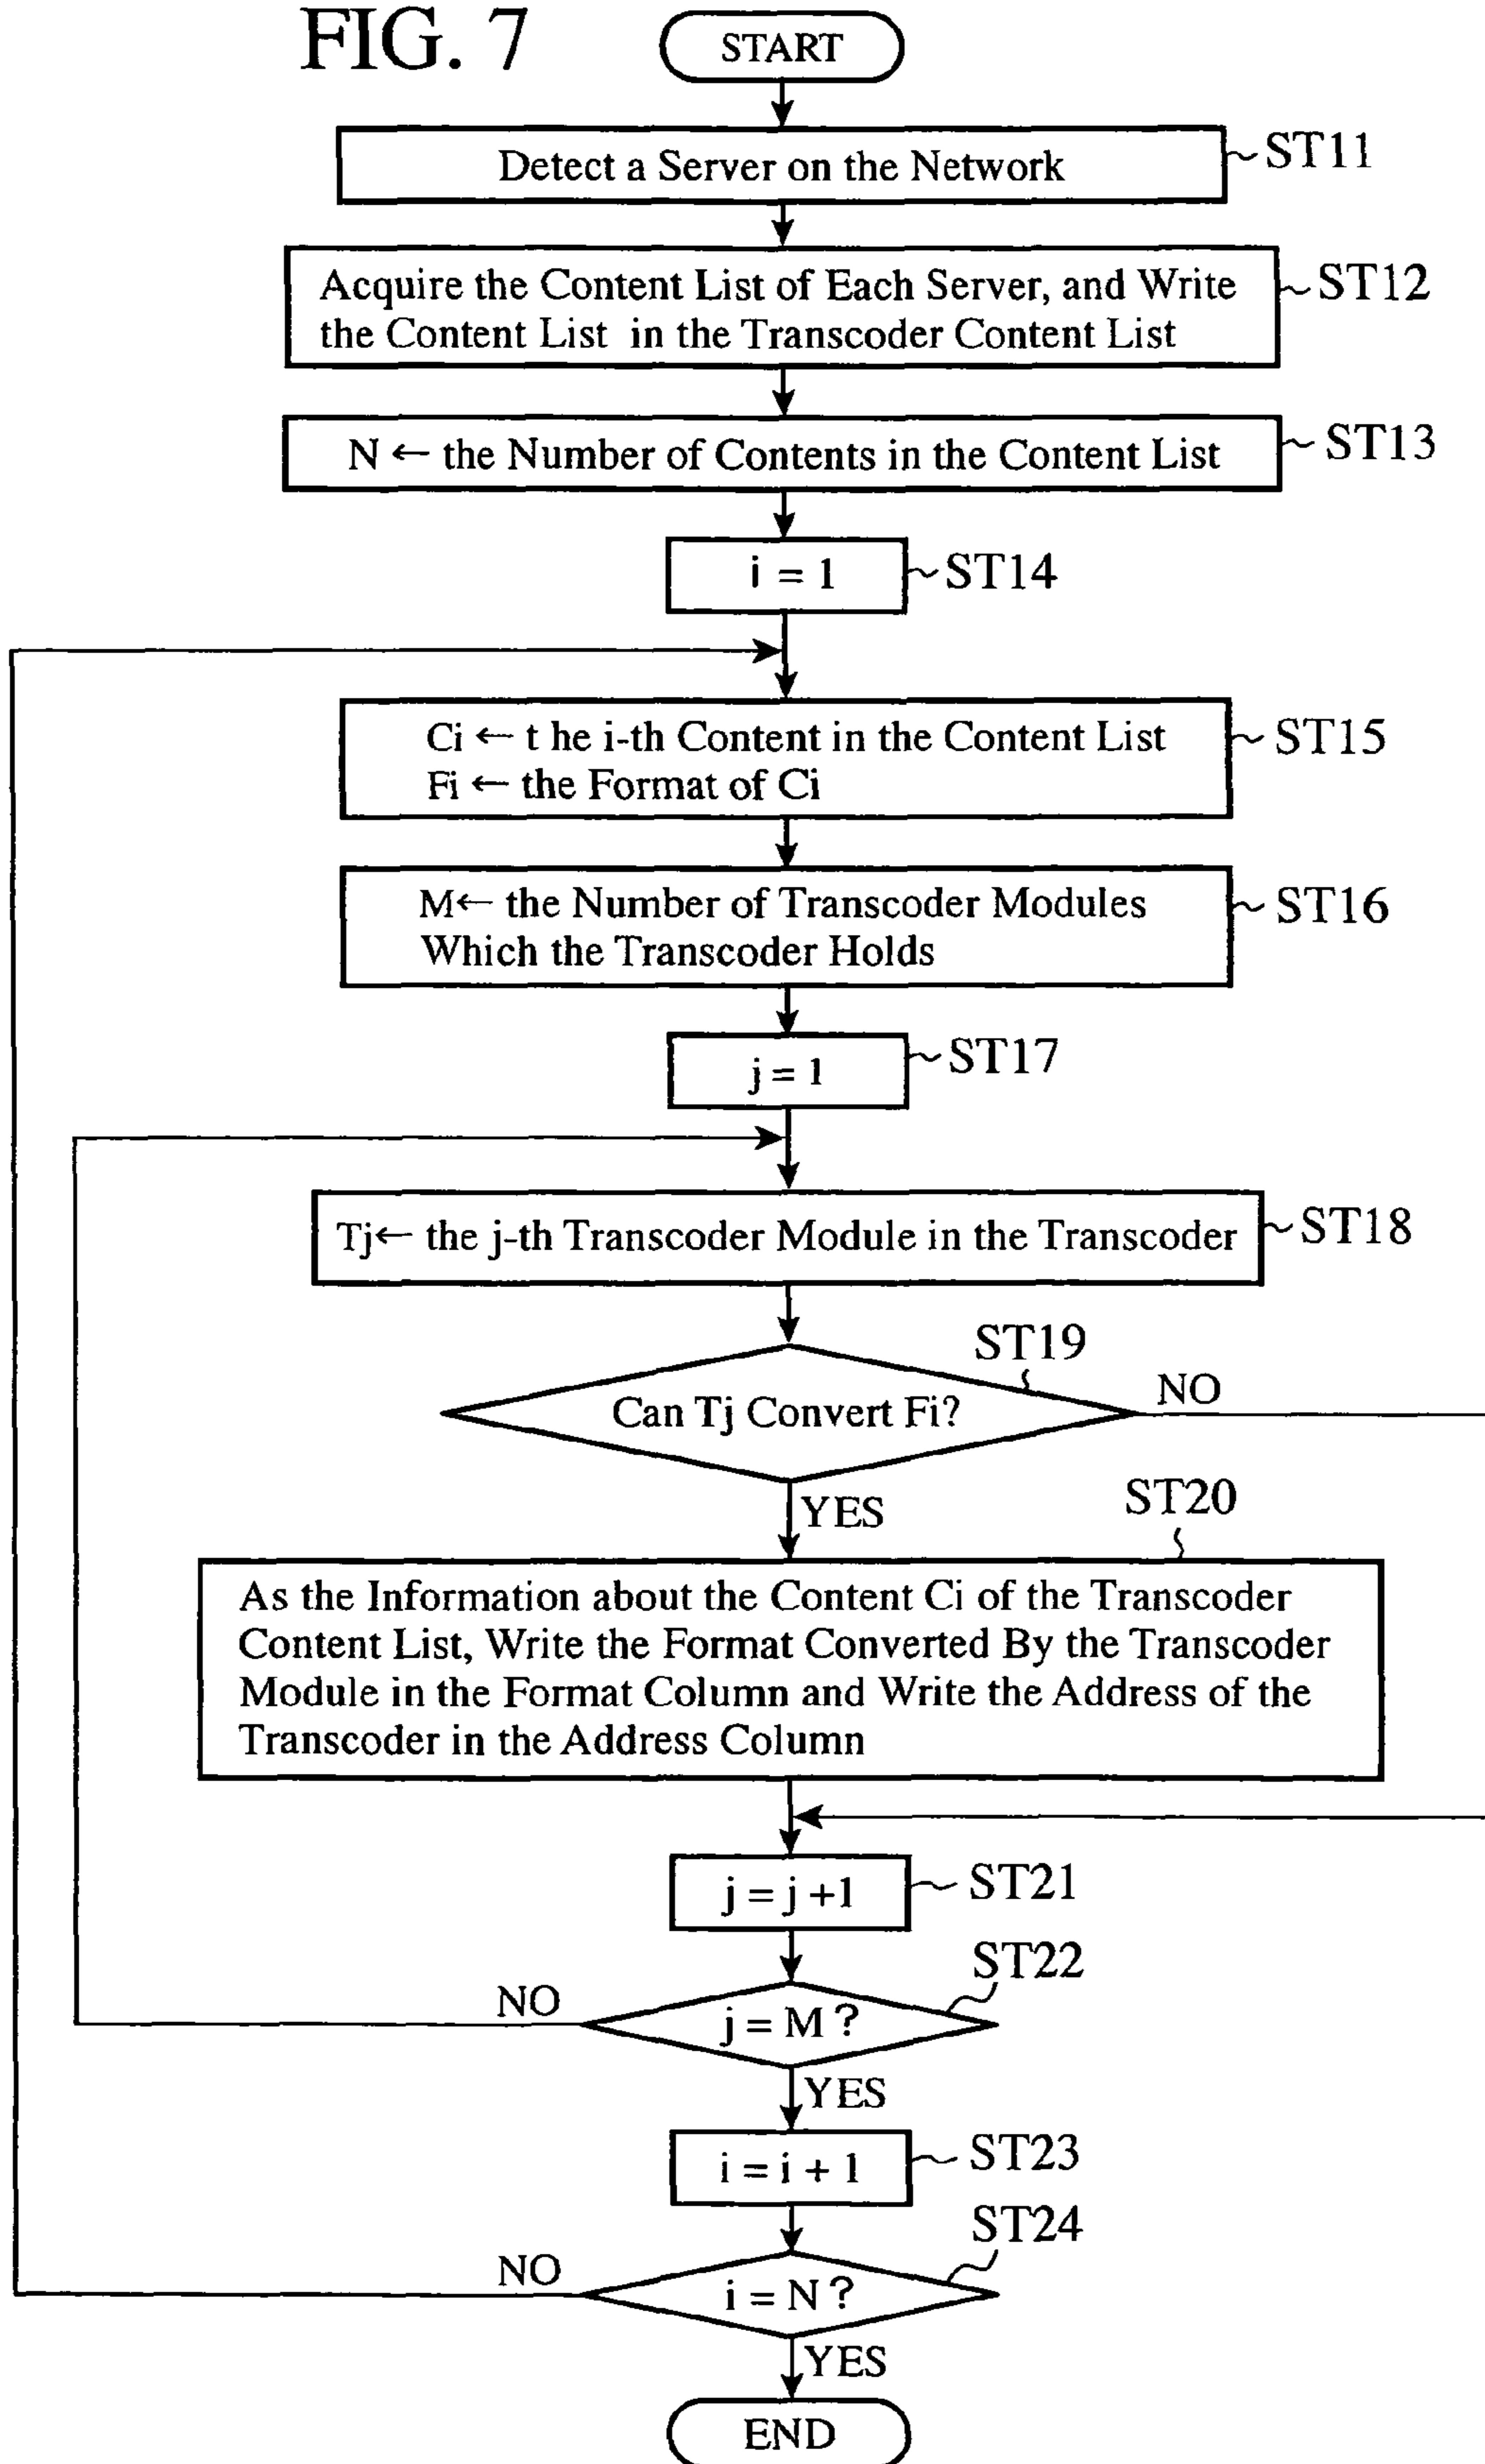 FIG. 7
START
Detect a Server on the Network
ST11
Acquire the Content List of Each Server, and Write
the Content List in the Transcoder Content List
ST12
N ← the Number of Contents in the Content List
ST13
i = 1
ST14
Ci ← t he i-th Content in the Content List
Fi ← the Format of Ci
ST15
M← the Number of Transcoder Modules
Which the Transcoder Holds
ST16
j = 1
ST17
Tj← the j-th Transcoder Module in the Transcoder
ST18
ST19
Can Tj Convert Fi?
NO
YES
ST20
As the Information about the Content Ci of the Transcoder
Content List, Write the Format Converted By the Transcoder
Module in the Format Column and Write the Address of the
Transcoder in the Address Column
j = j +1
ST21
ST22
NO
j = M ?
YES
i = i + 1
ST23
ST24
NO
i = N ?
YES
END